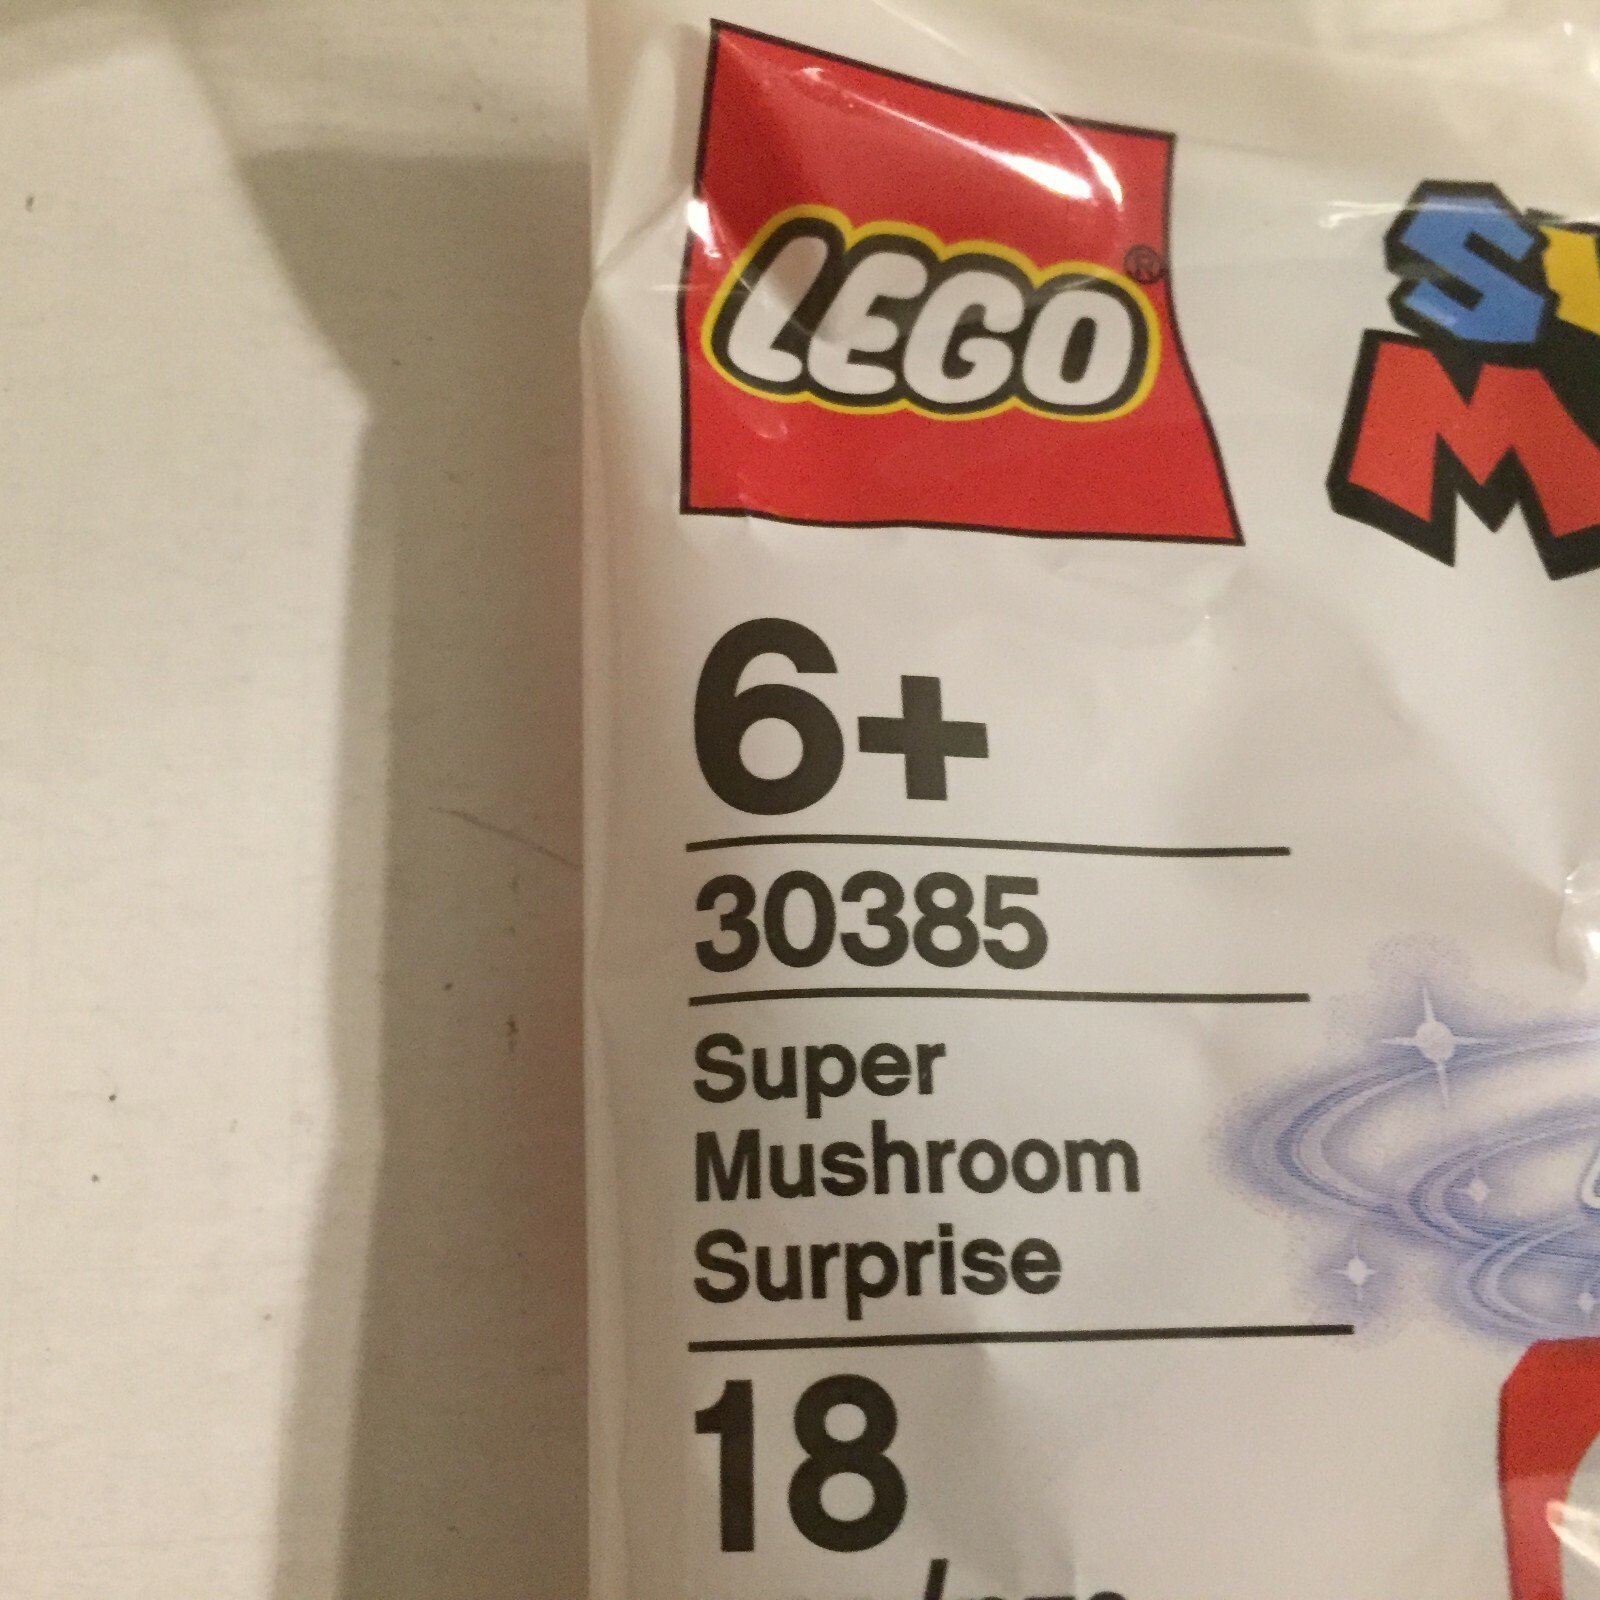 LEGO®
S
M
6+
30385
Super
Mushroom
Surprise
18